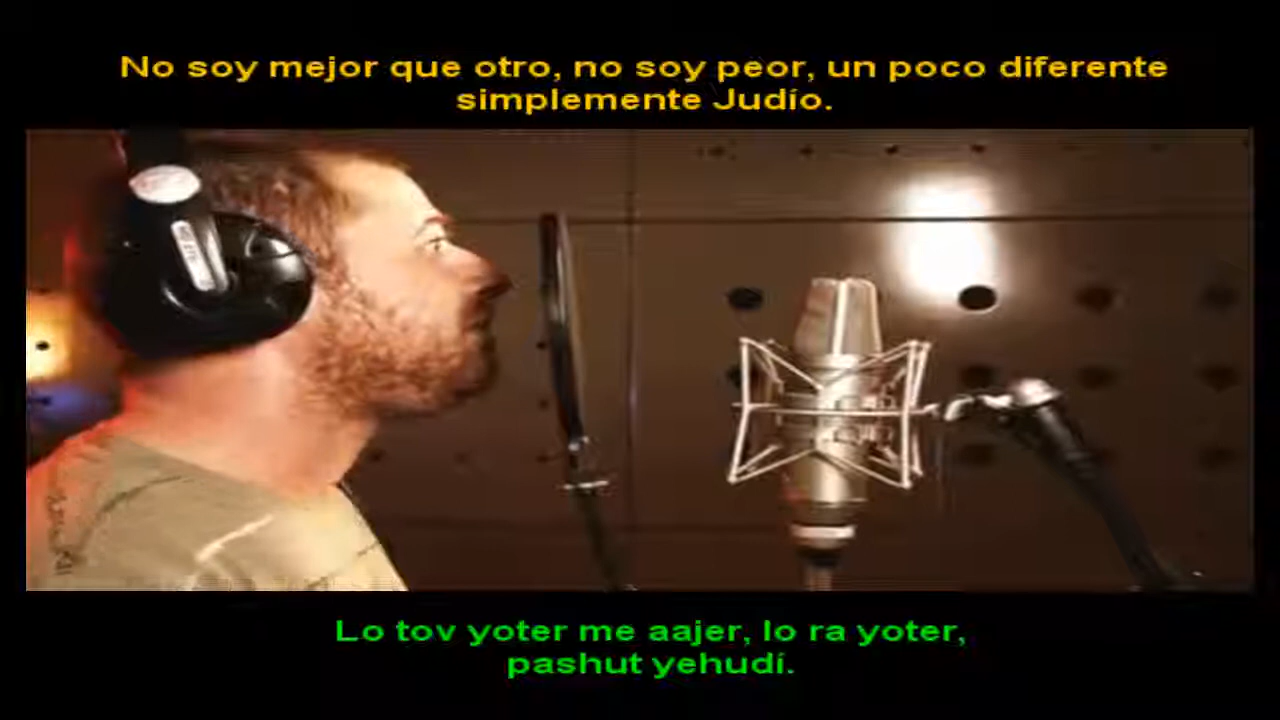 No soy mejor que otro, no soy peor, un poco diferente
simplemente Judío.
Lo tov yoter me aajer, lo ra yoter,
pashut yehudí.